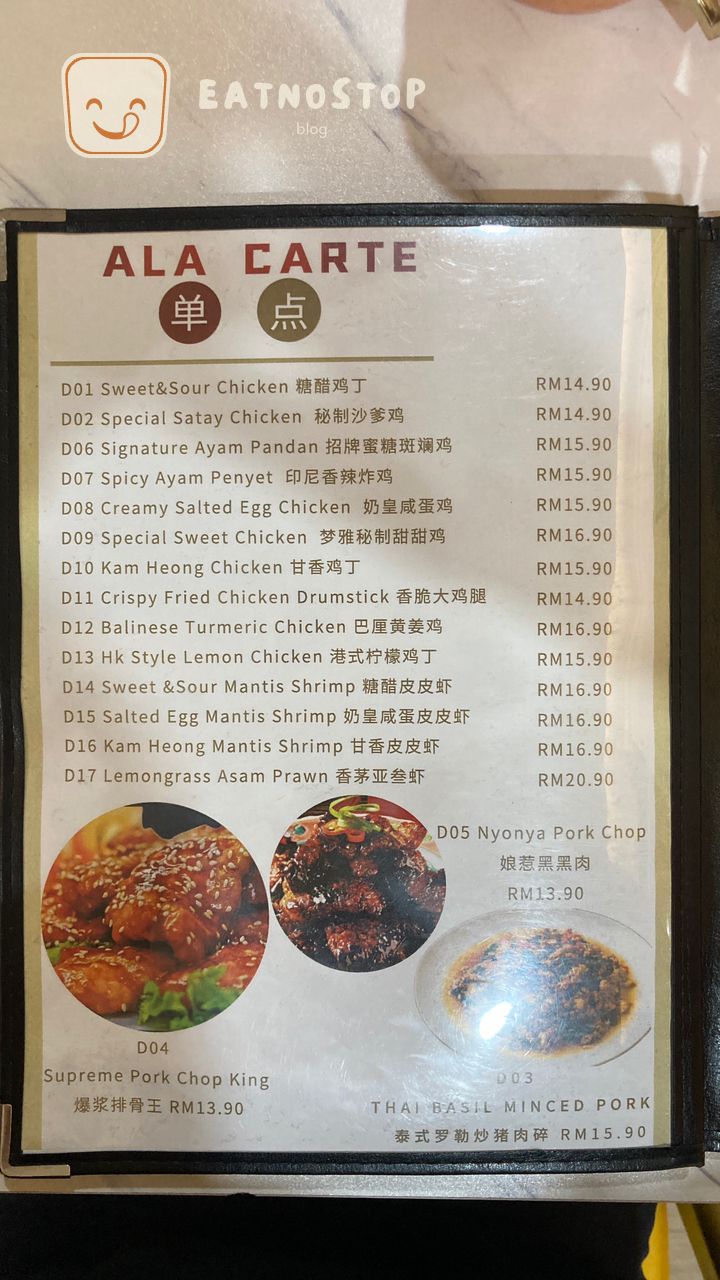 EATNOSTOP
blog
ALA CARTE
单 点
D01 Sweet&Sour Chicken 糖醋鸡丁 RM14.90
D02 Special Satay Chicken 秘制沙爹鸡 RM14.90
D06 Signature Ayam Pandan 招牌蜜糖斑斓鸡 RM15.90
D07 Spicy Ayam Penyet 印尼香辣炸鸡 RM15.90
D08 Creamy Salted Egg Chicken 奶皇咸蛋鸡 RM15.90
D09 Special Sweet Chicken 梦雅秘制甜甜鸡 RM16.90
D10 Kam Heong Chicken 甘香鸡丁 RM15.90
D11 Crispy Fried Chicken Drumstick 香脆大鸡腿 RM14.90
D12 Balinese Turmeric Chicken 巴厘黄姜鸡 RM16.90
D13 Hk Style Lemon Chicken 港式柠檬鸡丁 RM15.90
D14 Sweet &Sour Mantis Shrimp 糖醋皮皮虾 RM16.90
D15 Salted Egg Mantis Shrimp 奶皇咸蛋皮皮虾 RM16.90
D16 Kam Heong Mantis Shrimp 甘香皮皮虾 RM16.90
D17 Lemongrass Asam Prawn 香茅亚叁虾 RM20.90
D05 Nyonya Pork Chop
娘惹黑黑肉
RM13.90
D04
Supreme Pork Chop King
爆浆排骨王 RM13.90
D03
THAI BASIL MINCED PORK
泰式罗勒炒猪肉碎 RM15.90